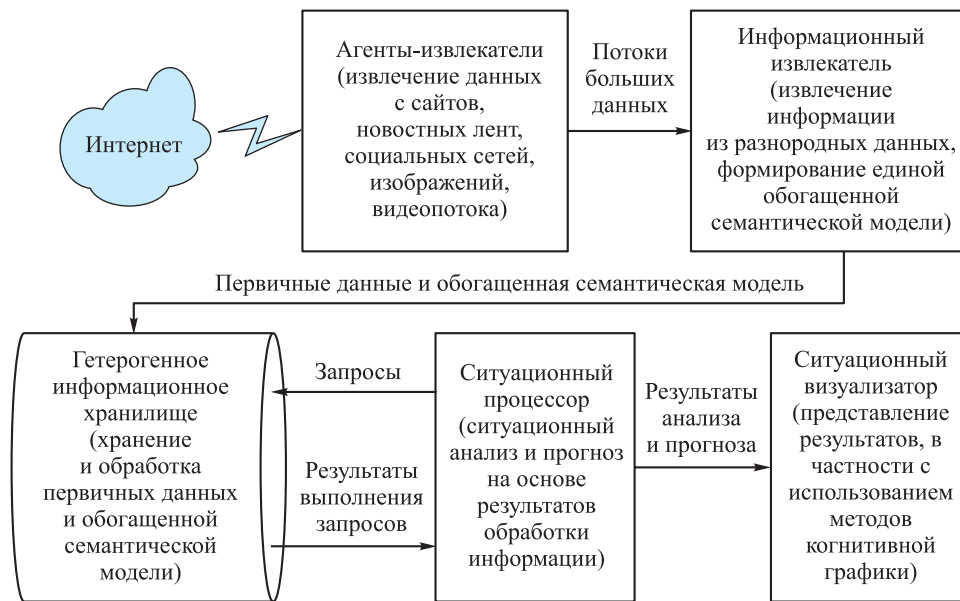 Интернет
Агенты-извлекатели
(извлечение данных
с сайтов,
новостных лент,
социальных сетей,
изображений,
видеопотока)
Потоки
больших
данных
Информационный
извлекатель
(извлечение
информации
из разнородных данных,
формирование единой
обогащенной
семантической модели)
Первичные данные и обогащенная семантическая модель
Гетерогенное
информационное
хранилище
(хранение
и обработка
первичных данных
и обогащенной
семантической
модели)
Запросы
Результаты
выполнения
запросов
Ситуационный
процессор
(ситуационный
анализ и прогноз
на основе
результатов
обработки
информации)
Результаты
анализа
и прогноза
Ситуационный
визуализатор
(представление
результатов, в
частности с
использованием
методов
когнитивной
графики)